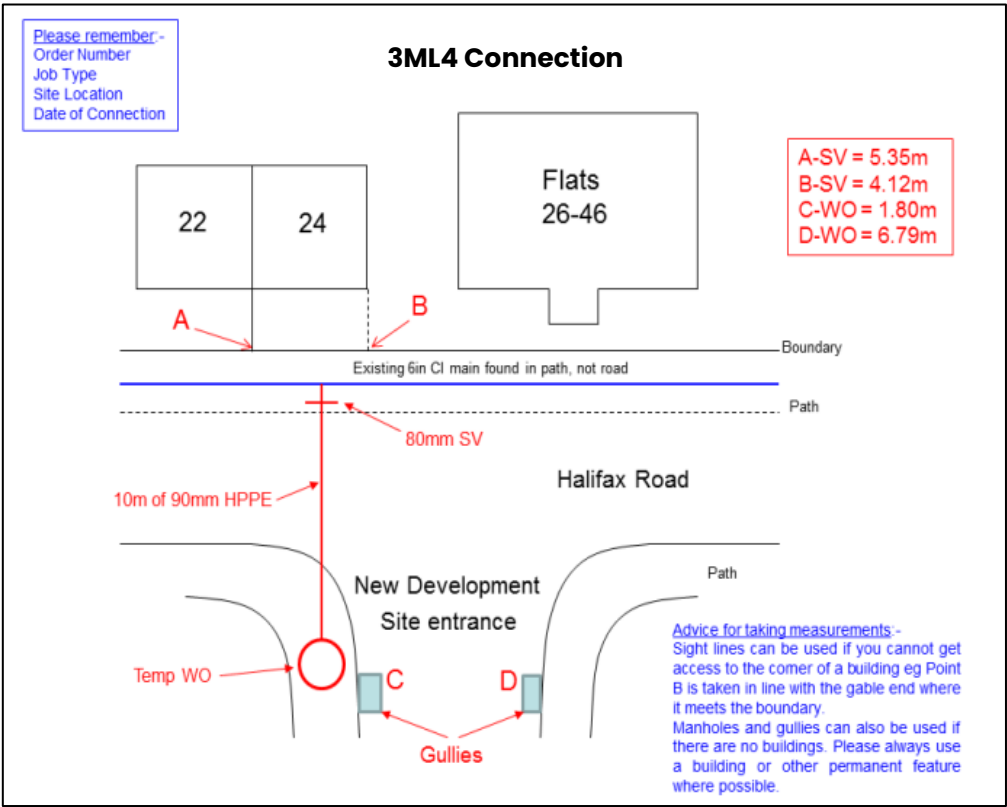 Please remember:-
Order Number
Job Type
Site Location
Date of Connection
3ML4 Connection
A-SV = 5.35m
B-SV = 4.12m
C-WO = 1.80m
D-WO = 6.79m
22
24
Flats
26-46
A
B
Boundary
Existing 6in CI main found in path, not road
Path
80mm SV
Halifax Road
10m of 90mm HPPE
Path
New Development
Site entrance
Temp WO
C
D
Gullies
Advice for taking measurements:-
Sight lines can be used if you cannot get
access to the corner of a building eg Point
B is taken in line with the gable end where
it meets the boundary.
Manholes and gullies can also be used if
there are no buildings. Please always use
a building or other permanent feature
where possible.